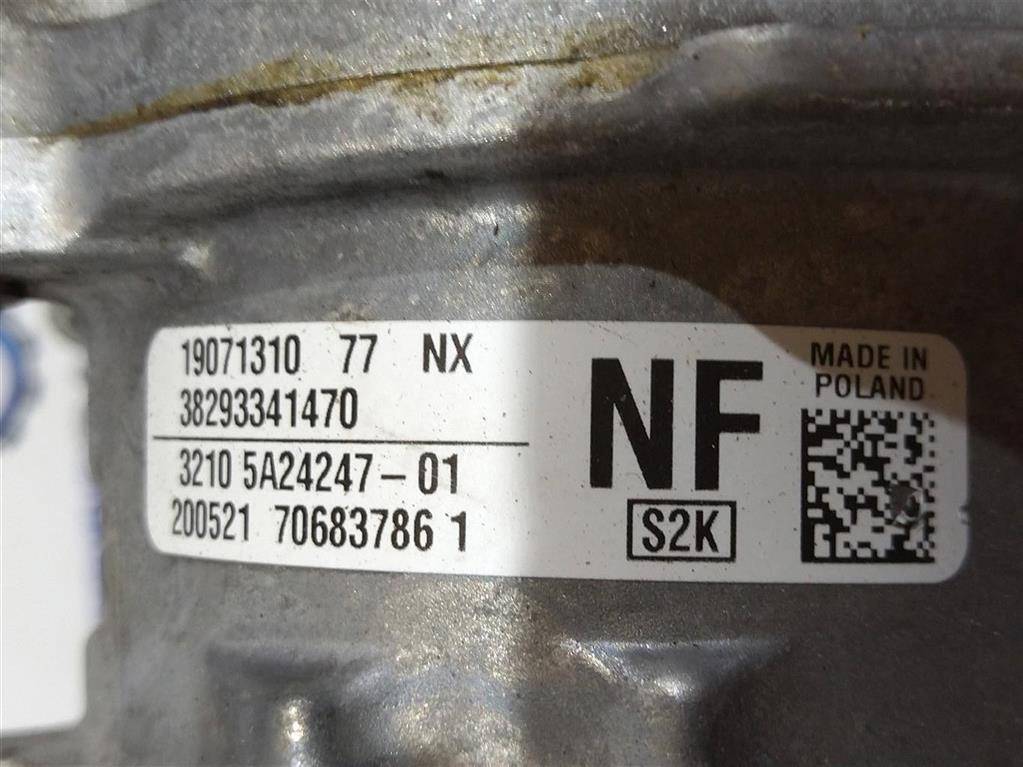 19071310 77 NX
38293341470
3210 5A24247-01
200521 70683786 1
NF
S2K
MADE IN
POLAND